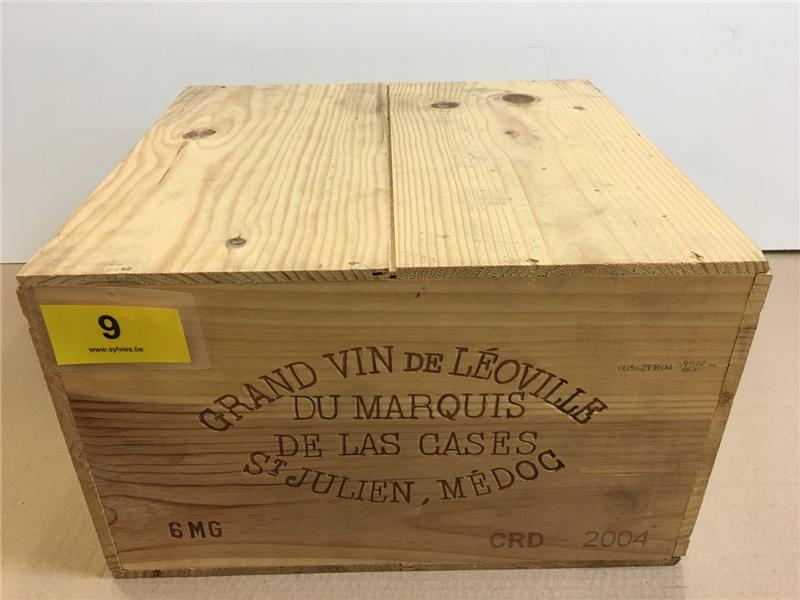 9
www.sylvies.be
GRAND VIN DE LÉOVILLE
DU MARQUIS
DE LAS CASES
ST JULIEN, MÉDOC
00562TR04
6 MG
CRD 2004